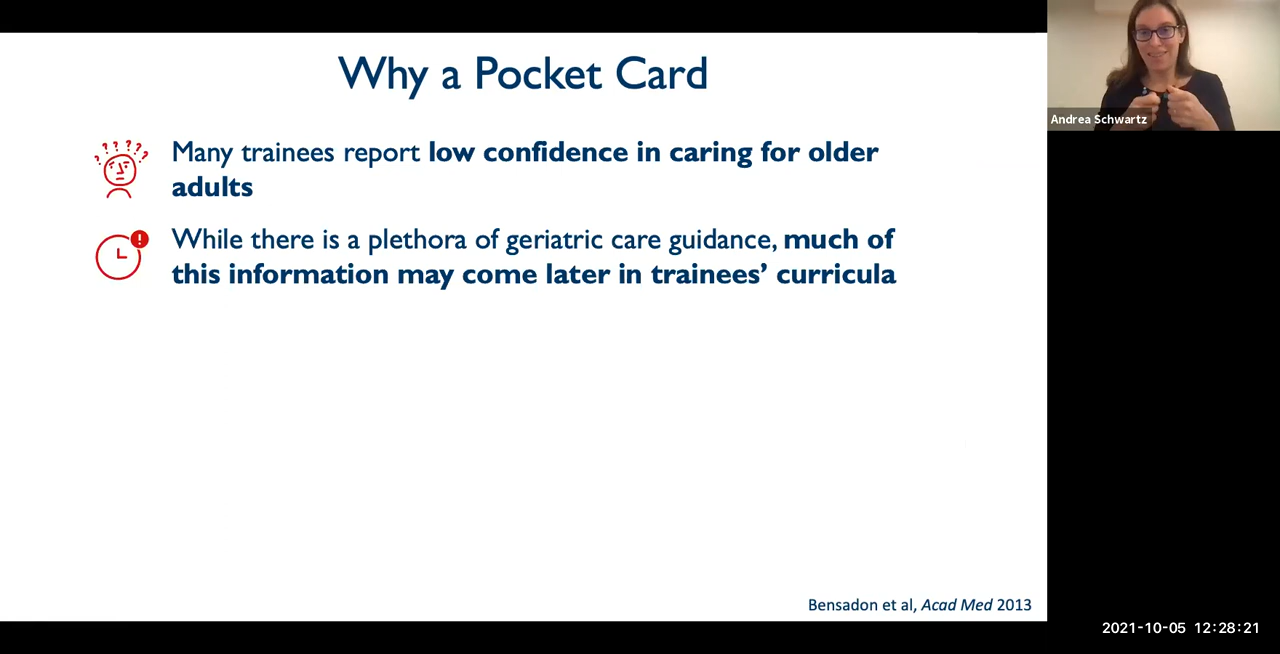 Why a Pocket Card
Many trainees report low confidence in caring for older
adults
While there is a plethora of geriatric care guidance, much of
this information may come later in trainees’ curricula
Bensadon et al, Acad Med 2013
Andrea Schwartz
2021-10-05 12:28:21